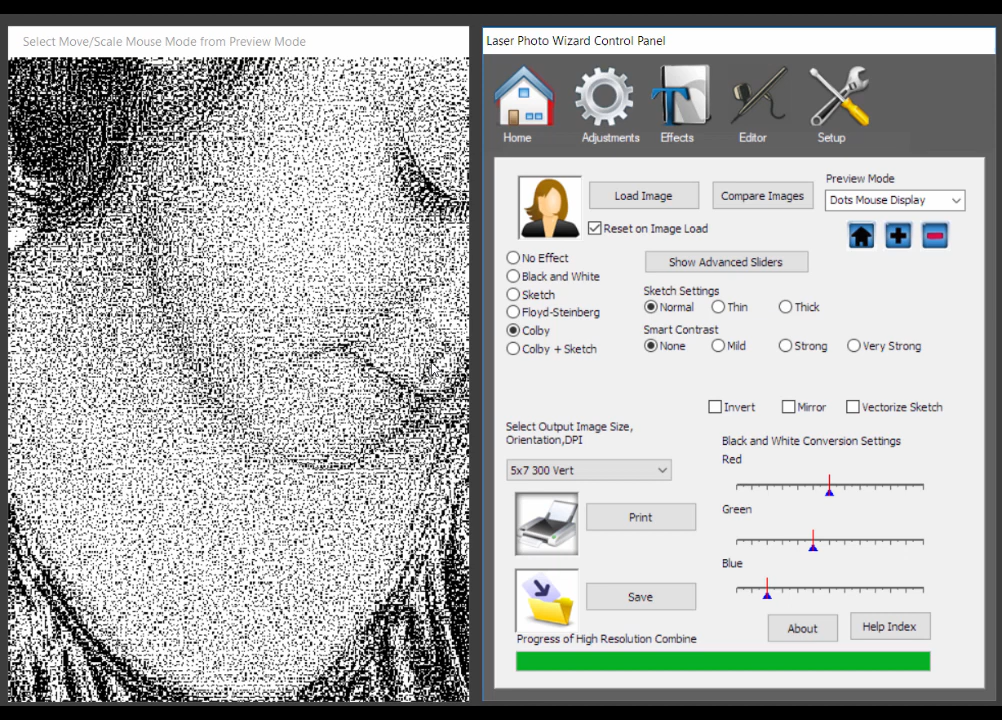 Select Move/Scale Mouse Mode from Preview Mode
Laser Photo Wizard Control Panel
Home Adjustments Effects Editor Setup
Load Image
Compare Images
Preview Mode
Dots Mouse Display
Reset on Image Load
No Effect
Black and White
Sketch
Floyd-Steinberg
Colby
Colby + Sketch
Show Advanced Sliders
Sketch Settings
Normal Thin Thick
Smart Contrast
None Mild Strong Very Strong
Invert Mirror Vectorize Sketch
Select Output Image Size,
Orientation,DPI
5x7 300 Vert
Print
Save
Black and White Conversion Settings
Red
Green
Blue
About
Help Index
Progress of High Resolution Combine